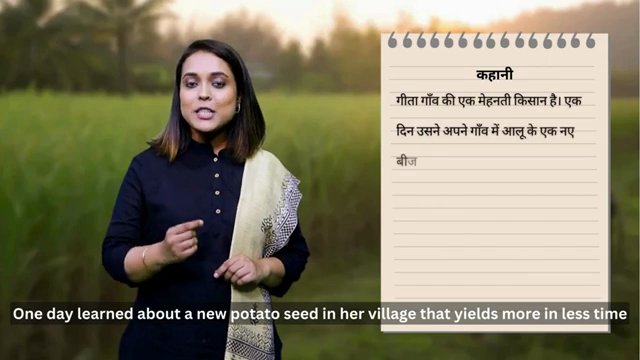 कहानी
गीता गाँव की एक मेहनती किसान है। एक
दिन उसने अपने गाँव में आलू के एक नए
बीज
One day learned about a new potato seed in her village that yields more in less time